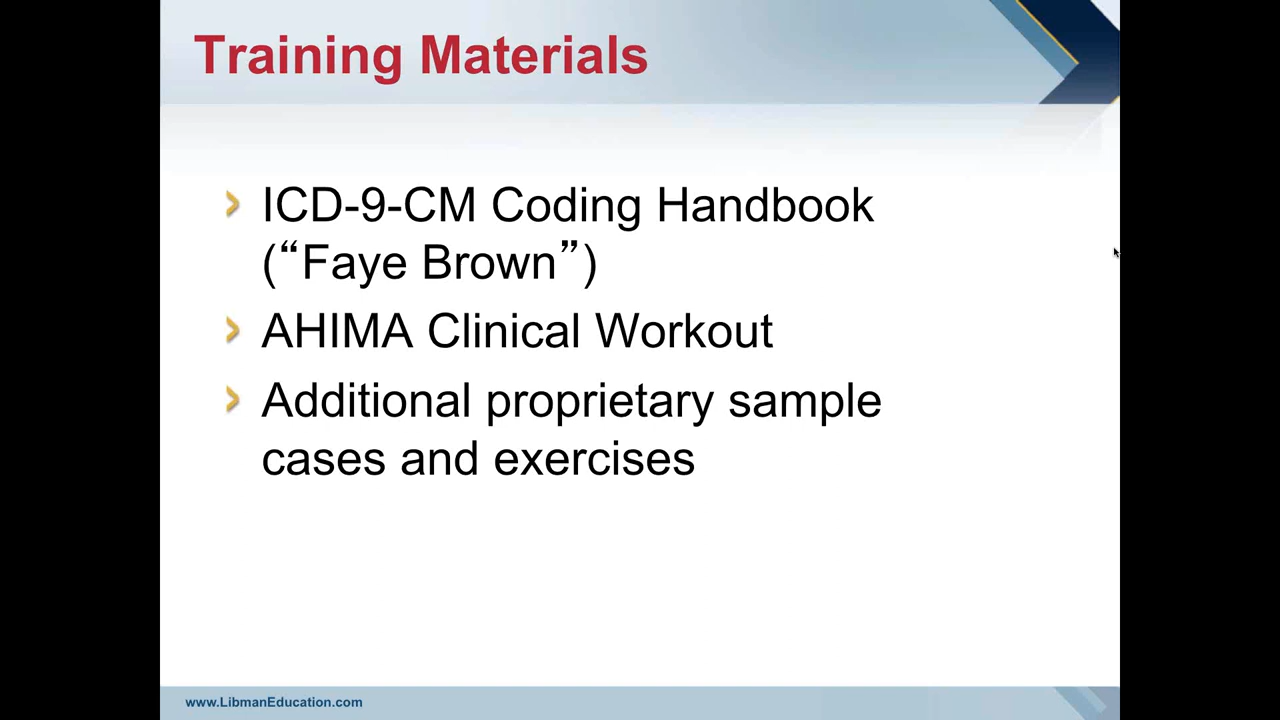 Training Materials
ICD-9-CM Coding Handbook
(“Faye Brown”)
AHIMA Clinical Workout
Additional proprietary sample
cases and exercises
www.LibmanEducation.com